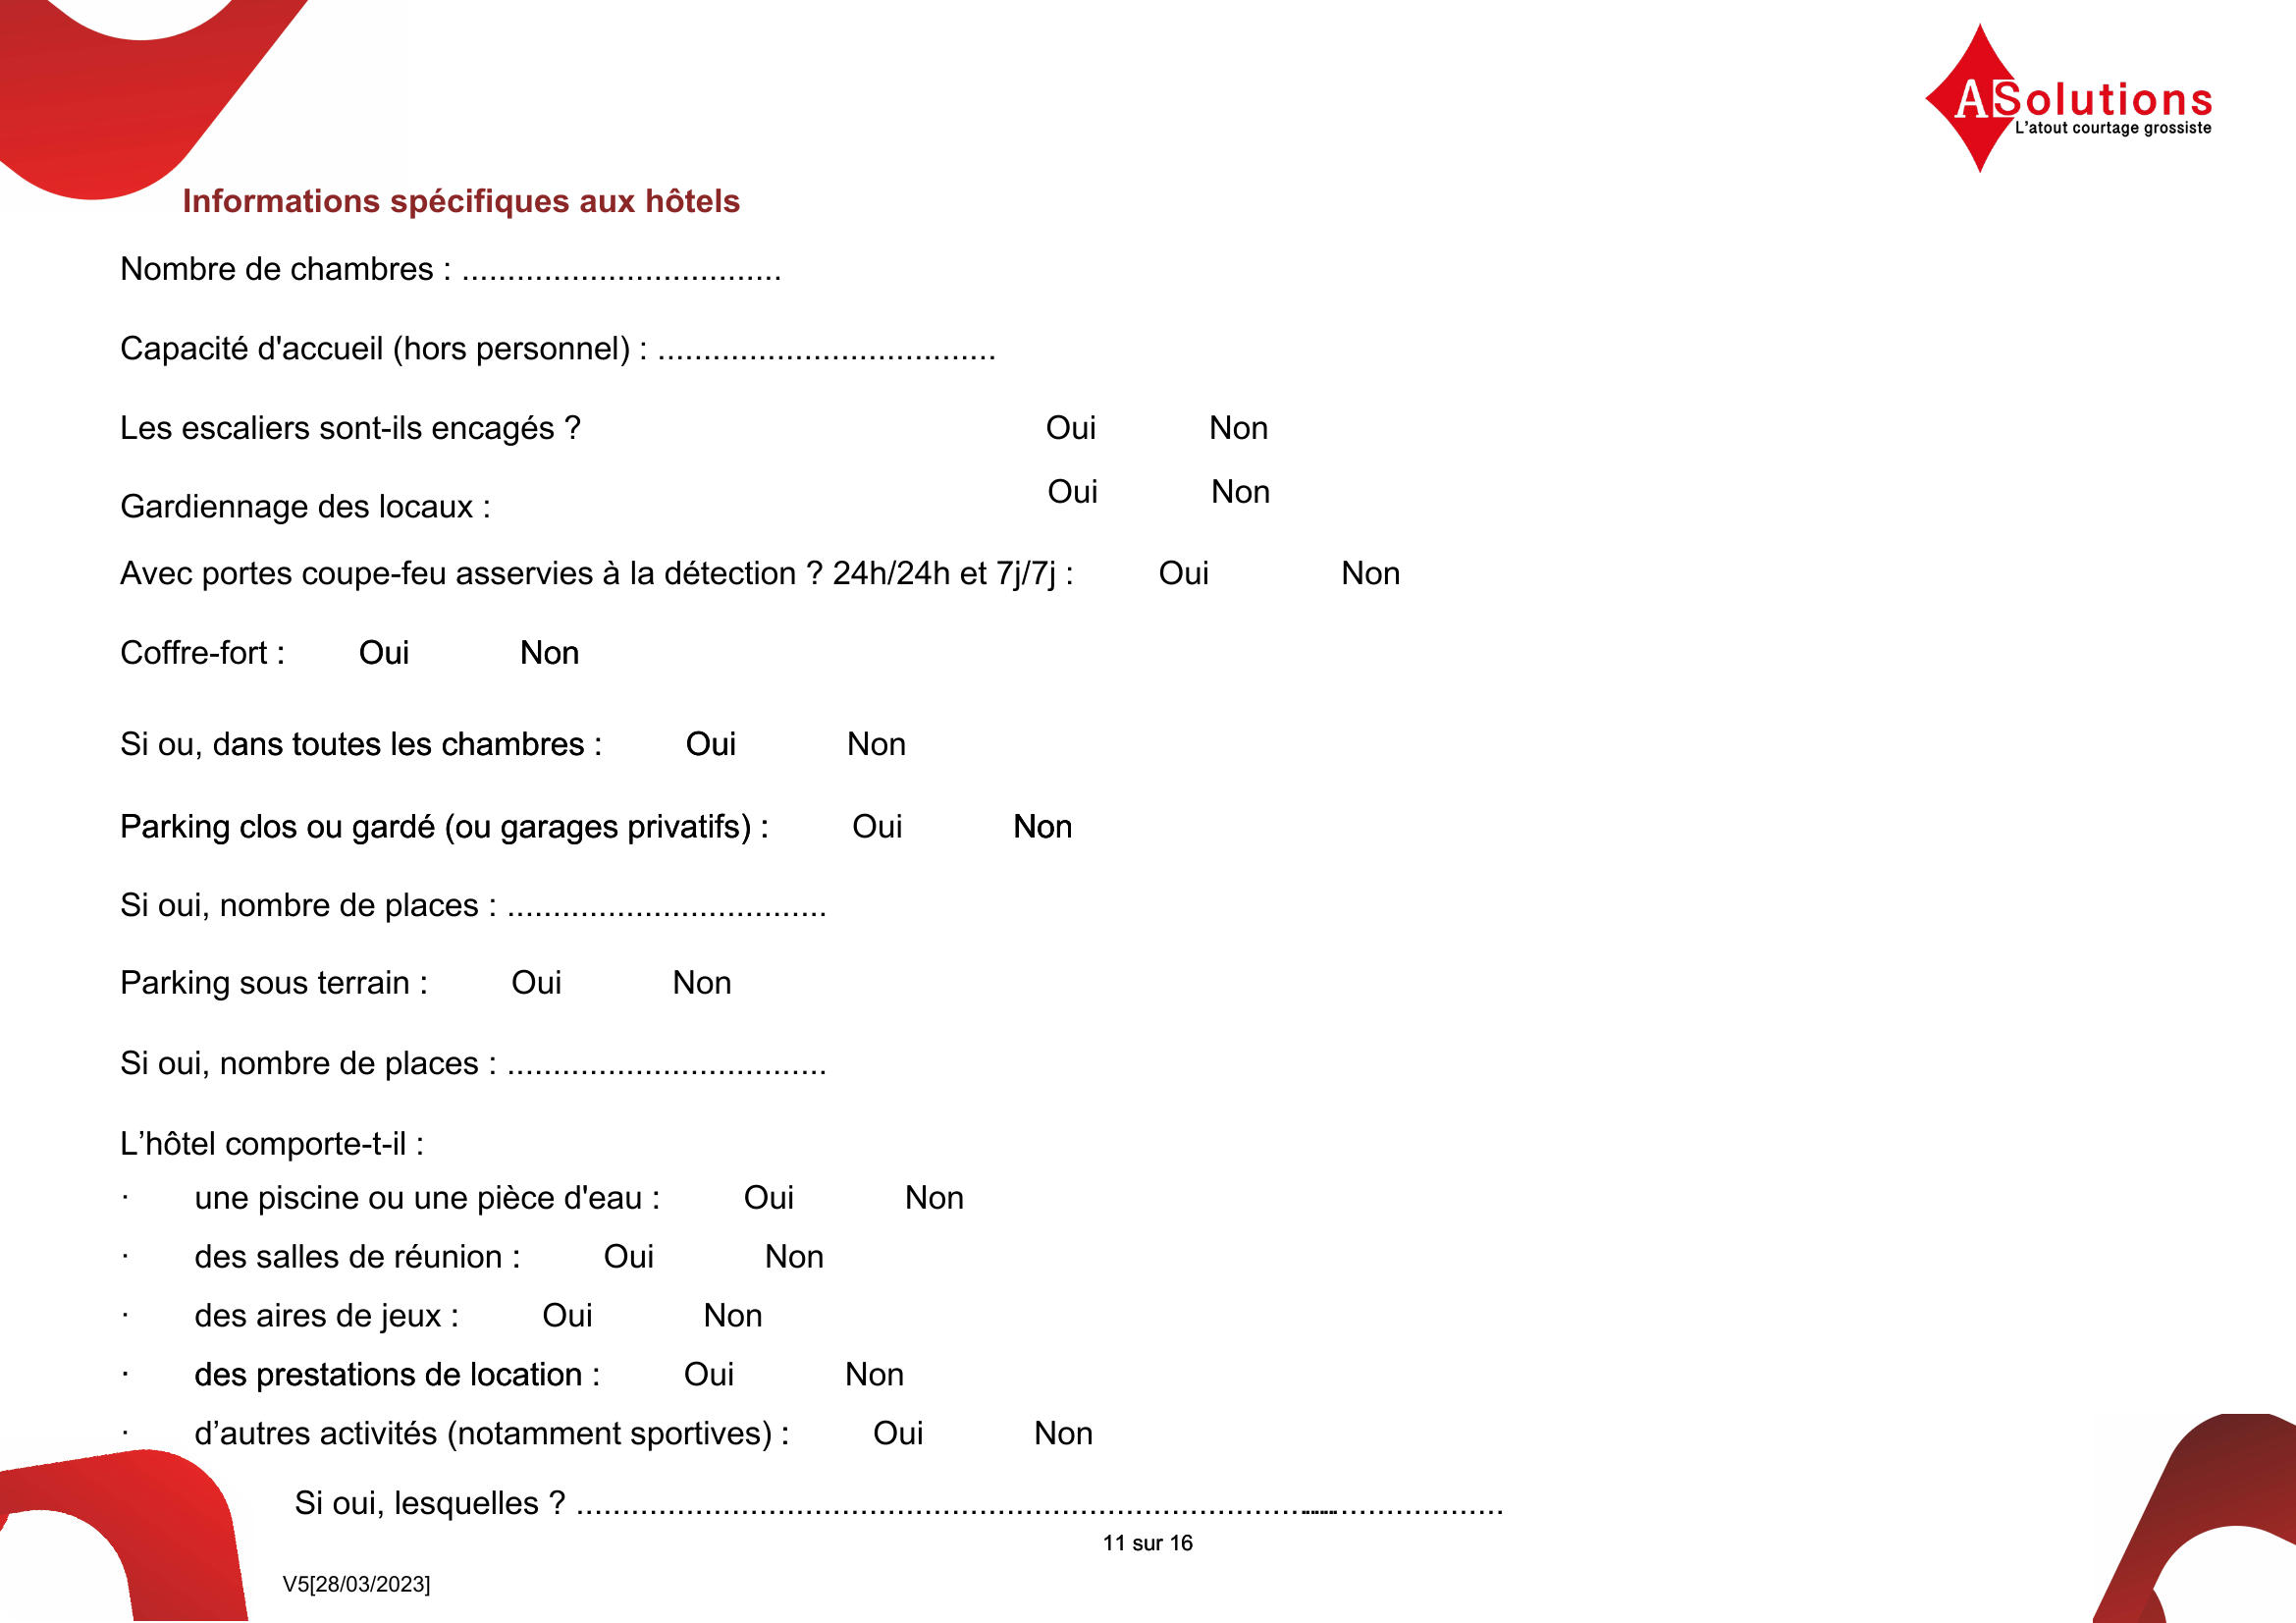 ASolutions
L’atout courtage grossiste
Informations spécifiques aux hôtels
Nombre de chambres : ...................................
Capacité d'accueil (hors personnel) : .....................................
Les escaliers sont-ils encagés ? Oui Non
Gardiennage des locaux : Oui Non
Avec portes coupe-feu asservies à la détection ? 24h/24h et 7j/7j : Oui Non
Coffre-fort : Oui Non
Si ou, dans toutes les chambres : Oui Non
Parking clos ou gardé (ou garages privatifs) : Oui Non
Si oui, nombre de places : ...................................
Parking sous terrain : Oui Non
Si oui, nombre de places : ...................................
L’hôtel comporte-t-il :
· une piscine ou une pièce d'eau : Oui Non
· des salles de réunion : Oui Non
· des aires de jeux : Oui Non
· des prestations de location : Oui Non
· d’autres activités (notamment sportives) : Oui Non
Si oui, lesquelles ? .....................................................................................................
11 sur 16
V5[28/03/2023]